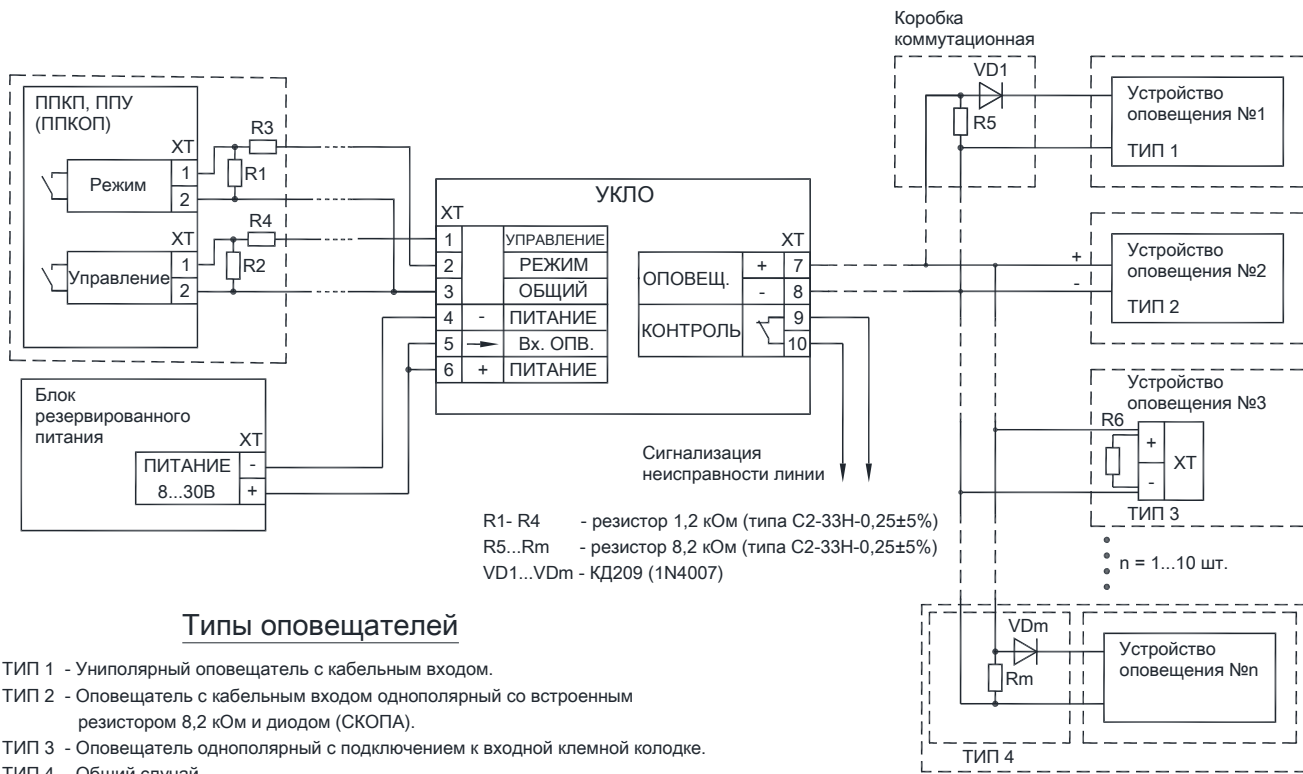 Коробка
коммутационная
VD1
R5
Устройство
оповещения №1
ТИП 1
ППКП, ППУ
(ППКОП)
XT
1
2
Режим
R3
R1
XT
1
2
Управление
R4
R2
УКЛО
XT
1 УПРАВЛЕНИЕ
2 РЕЖИМ
3 ОБЩИЙ
4 - ПИТАНИЕ
5 Вх. ОПВ.
6 + ПИТАНИЕ
XT
ОПОВЕЩ. + 7
- 8
КОНТРОЛЬ 9
10
+
-
Устройство
оповещения №2
ТИП 2
Блок
резервированного
питания
XT
ПИТАНИЕ -
8...30В +
Сигнализация
неисправности линии
Устройство
оповещения №3
R6
+
-
XT
ТИП 3
n = 1...10 шт.
R1- R4 - резистор 1,2 кОм (типа С2-33Н-0,25±5%)
R5...Rm - резистор 8,2 кОм (типа С2-33Н-0,25±5%)
VD1...VDm - КД209 (1N4007)
VDm
Rm
Устройство
оповещения №n
ТИП 4
Типы оповещателей
ТИП 1 - Униполярный оповещатель с кабельным входом.
ТИП 2 - Оповещатель с кабельным входом однополярный со встроенным
резистором 8,2 кОм и диодом (СКОПА).
ТИП 3 - Оповещатель однополярный с подключением к входной клемной колодке.
ТИП 4 - Общий случай